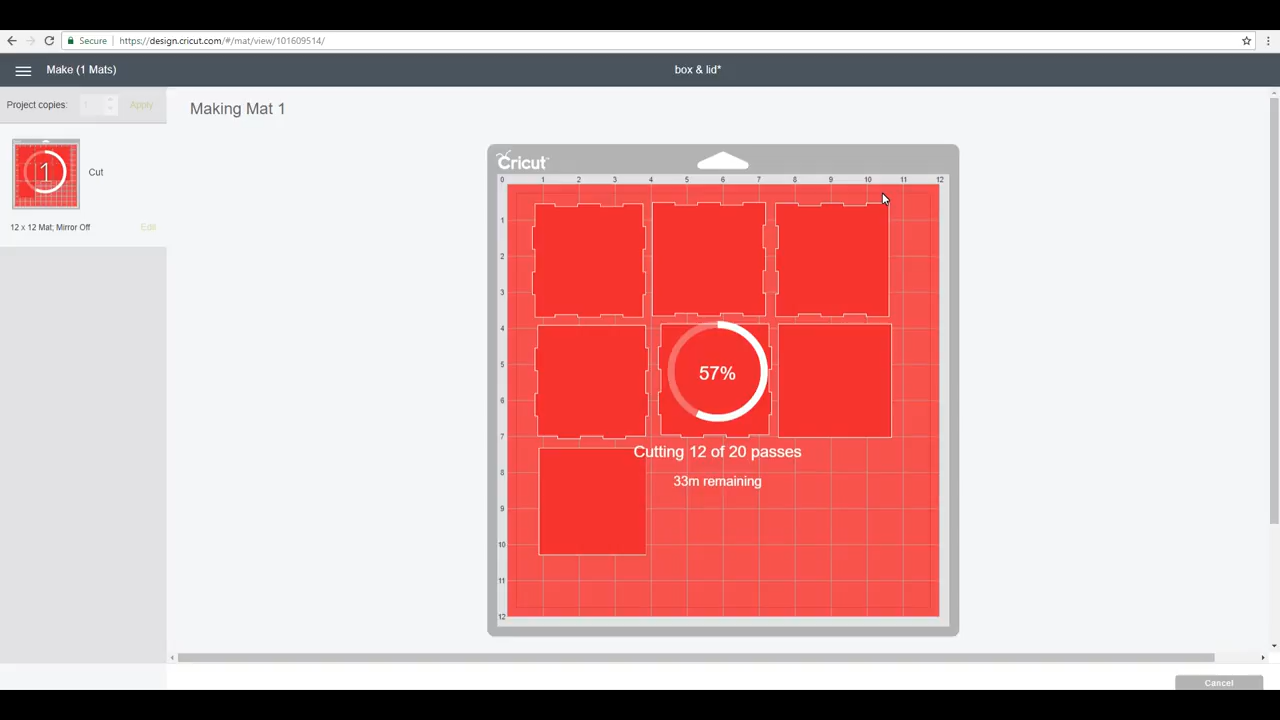 Secure https://design.cricut.com/#/mat/view/101609514/
Make (1 Mats) box & lid*
Project copies: 1 Apply
Making Mat 1
1
Cut
12 x 12 Mat; Mirror Off Edit
Cricut
0 1 2 3 4 5 6 7 8 9 10 11 12
1
2
3
4
5
6
7
8
9
10
11
12
57%
Cutting 12 of 20 passes
33m remaining
Cancel